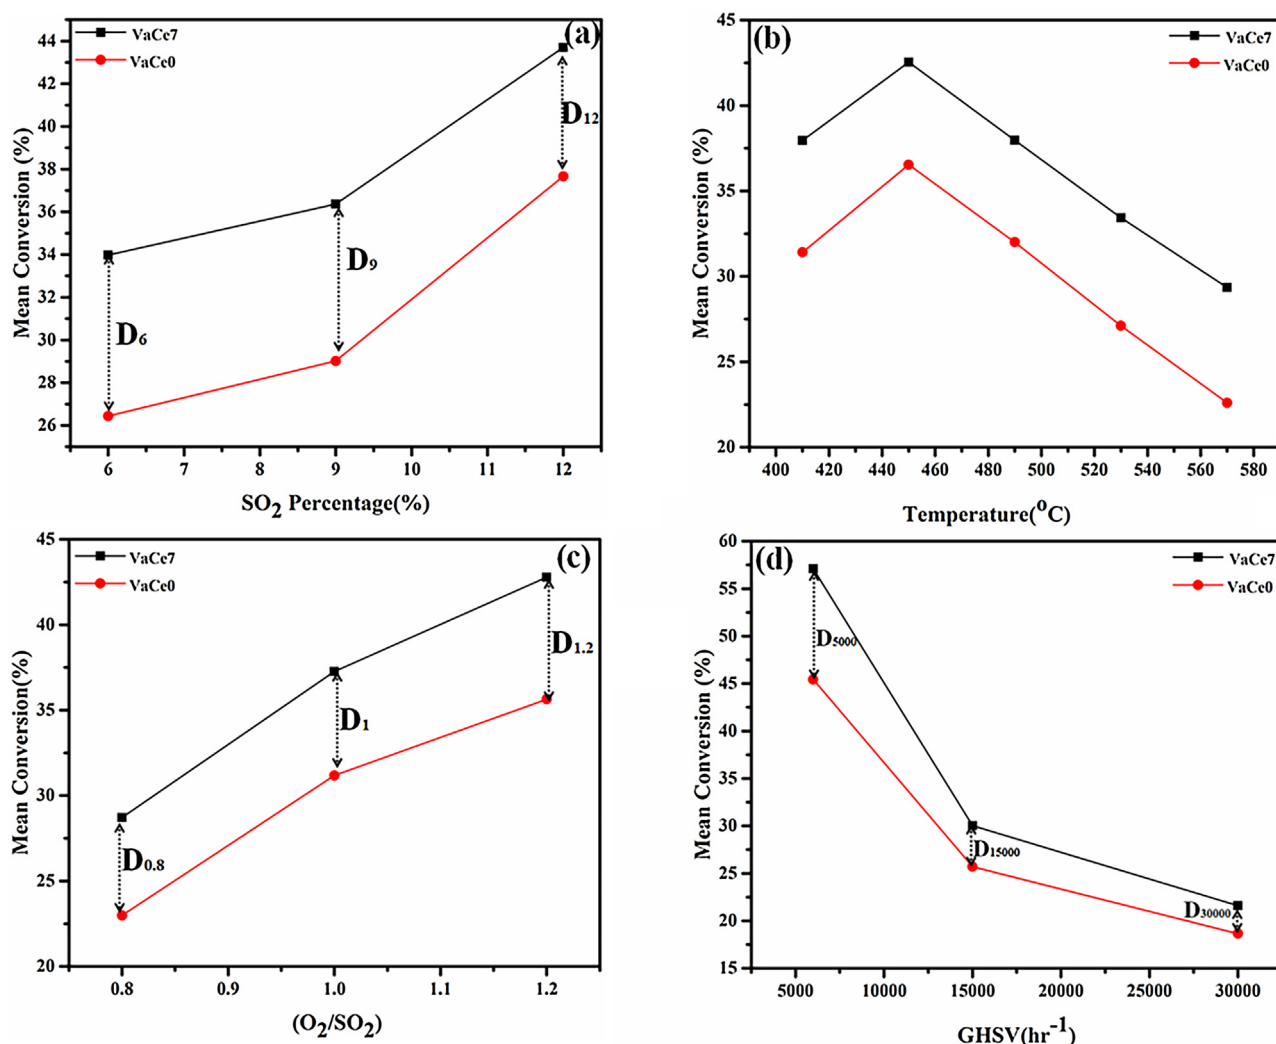 (a)
VaCe7
VaCe0
44
42
40
38
36
34
32
30
28
26
Mean Conversion (%)
D6
D9
D12
6 7 8 9 10 11 12
SO2 Percentage(%)
(b)
VaCe7
VaCe0
45
40
35
30
25
20
Mean Conversion (%)
400 420 440 460 480 500 520 540 560 580
Temperature(°C)
(c)
VaCe7
VaCe0
45
40
35
30
25
20
Mean Conversion(%)
D0.8
D1
D1.2
0.8 0.9 1.0 1.1 1.2
(O2/SO2)
(d)
VaCe7
VaCe0
60
55
50
45
40
35
30
25
20
15
Mean Conversion (%)
D5000
D15000
D30000
5000 10000 15000 20000 25000 30000
GHSV(hr-1)